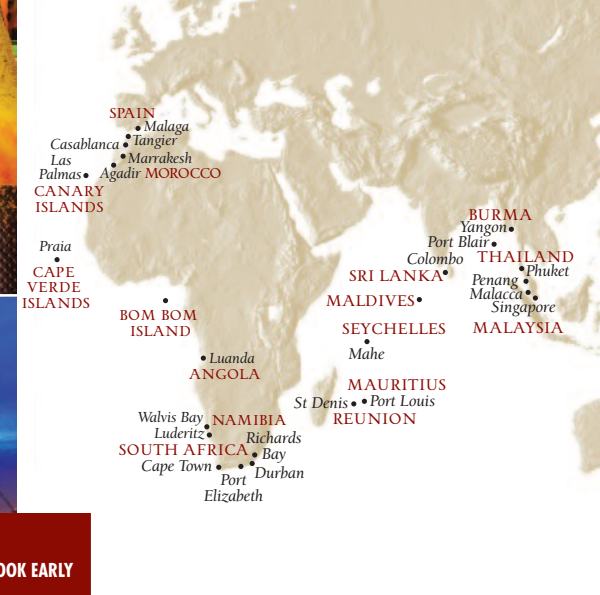 SPAIN
Malaga
Tangier
Casablanca
Marrakesh
Las
Palmas
Agadir MOROCCO
CANARY
ISLANDS
Praia
CAPE
VERDE
ISLANDS
BOM BOM
ISLAND
Luanda
ANGOLA
Walvis Bay
NAMIBIA
Luderitz
Richards
Bay
SOUTH AFRICA
Cape Town
Durban
Port
Elizabeth
BURMA
Yangon
Port Blair
THAILAND
Colombo
Phuket
SRI LANKA
Penang
Malacca
Singapore
MALDIVES
MALAYSIA
SEYCHELLES
Mahe
MAURITIUS
St Denis
Port Louis
REUNION
OOK EARLY